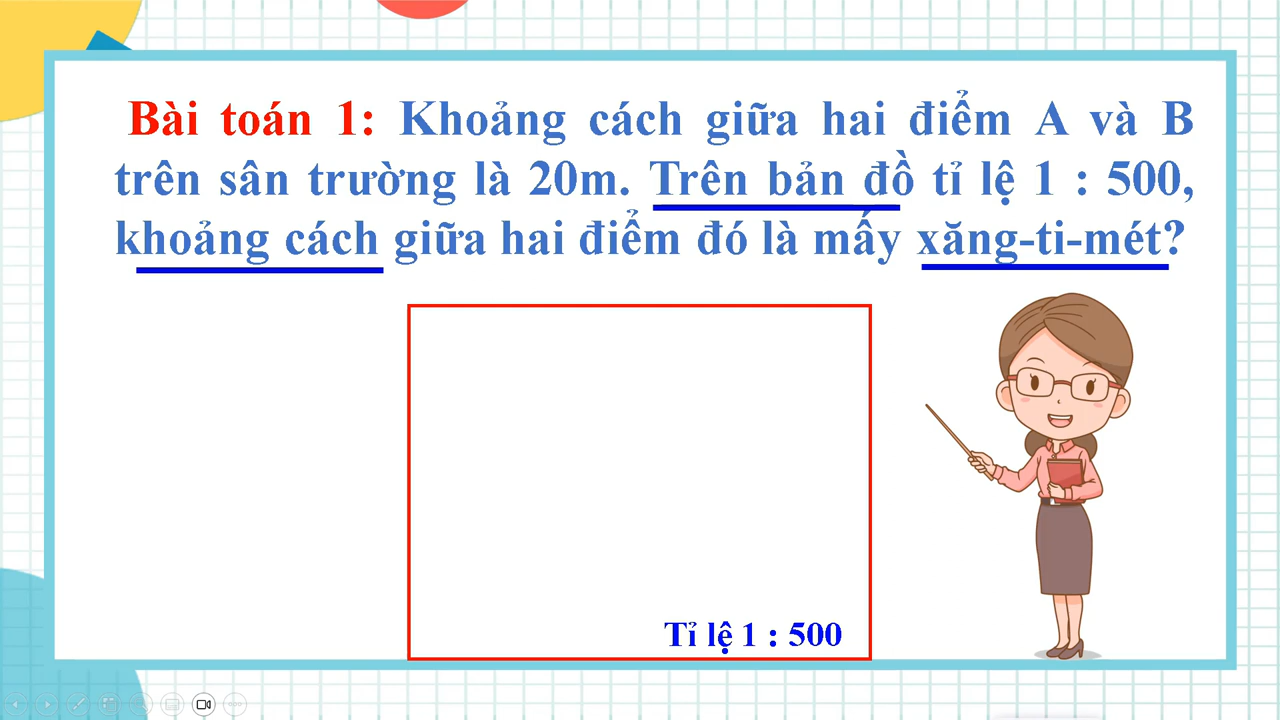 Bài toán 1: Khoảng cách giữa hai điểm A và B
trên sân trường là 20m. Trên bản đồ tỉ lệ 1 : 500,
khoảng cách giữa hai điểm đó là mấy xăng-ti-mét?
Tỉ lệ 1 : 500